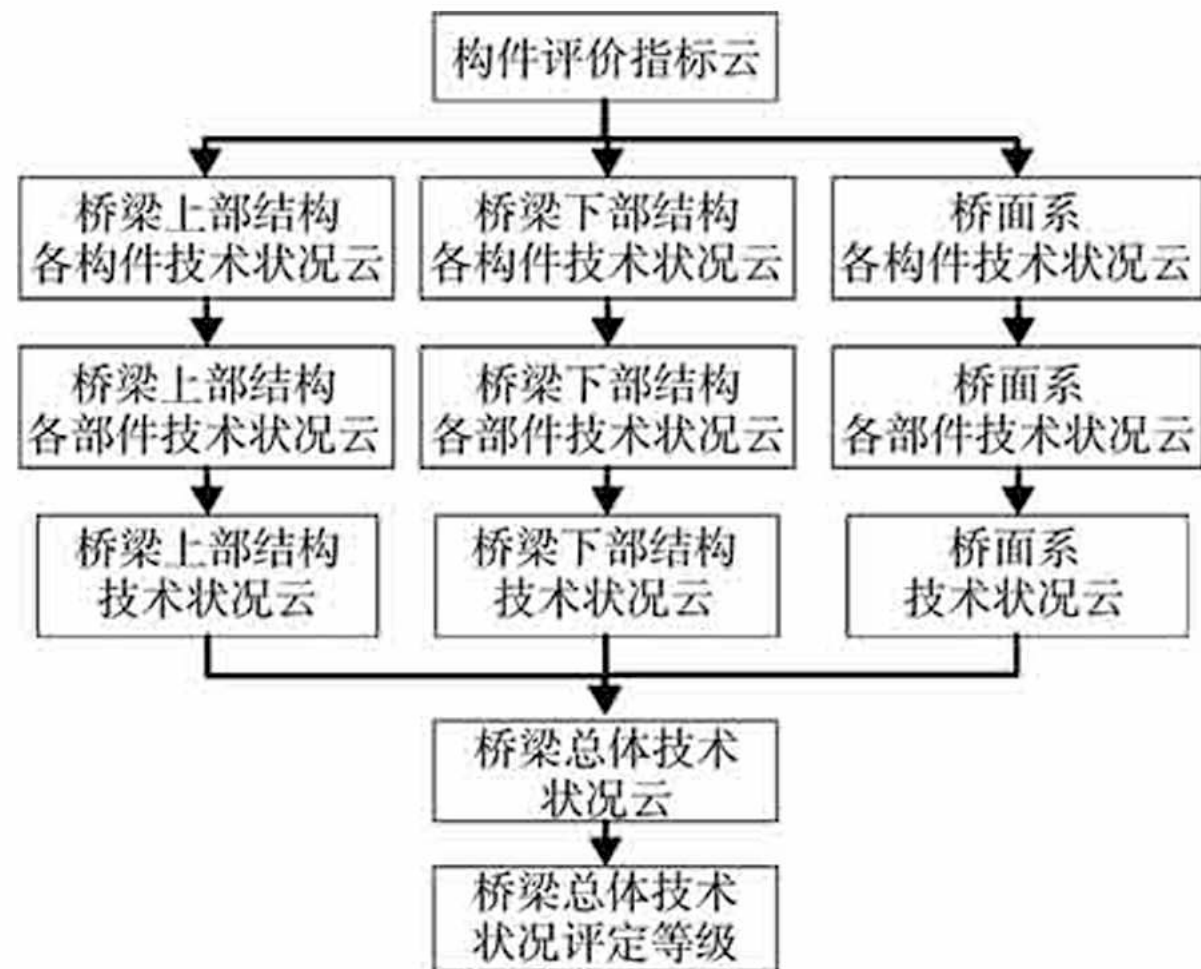 构件评价指标云
桥梁上部结构
各构件技术状况云
桥梁下部结构
各构件技术状况云
桥面系
各构件技术状况云
桥梁上部结构
各部件技术状况云
桥梁下部结构
各部件技术状况云
桥面系
各部件技术状况云
桥梁上部结构
技术状况云
桥梁下部结构
技术状况云
桥面系
技术状况云
桥梁总体技术
状况云
桥梁总体技术
状况评定等级